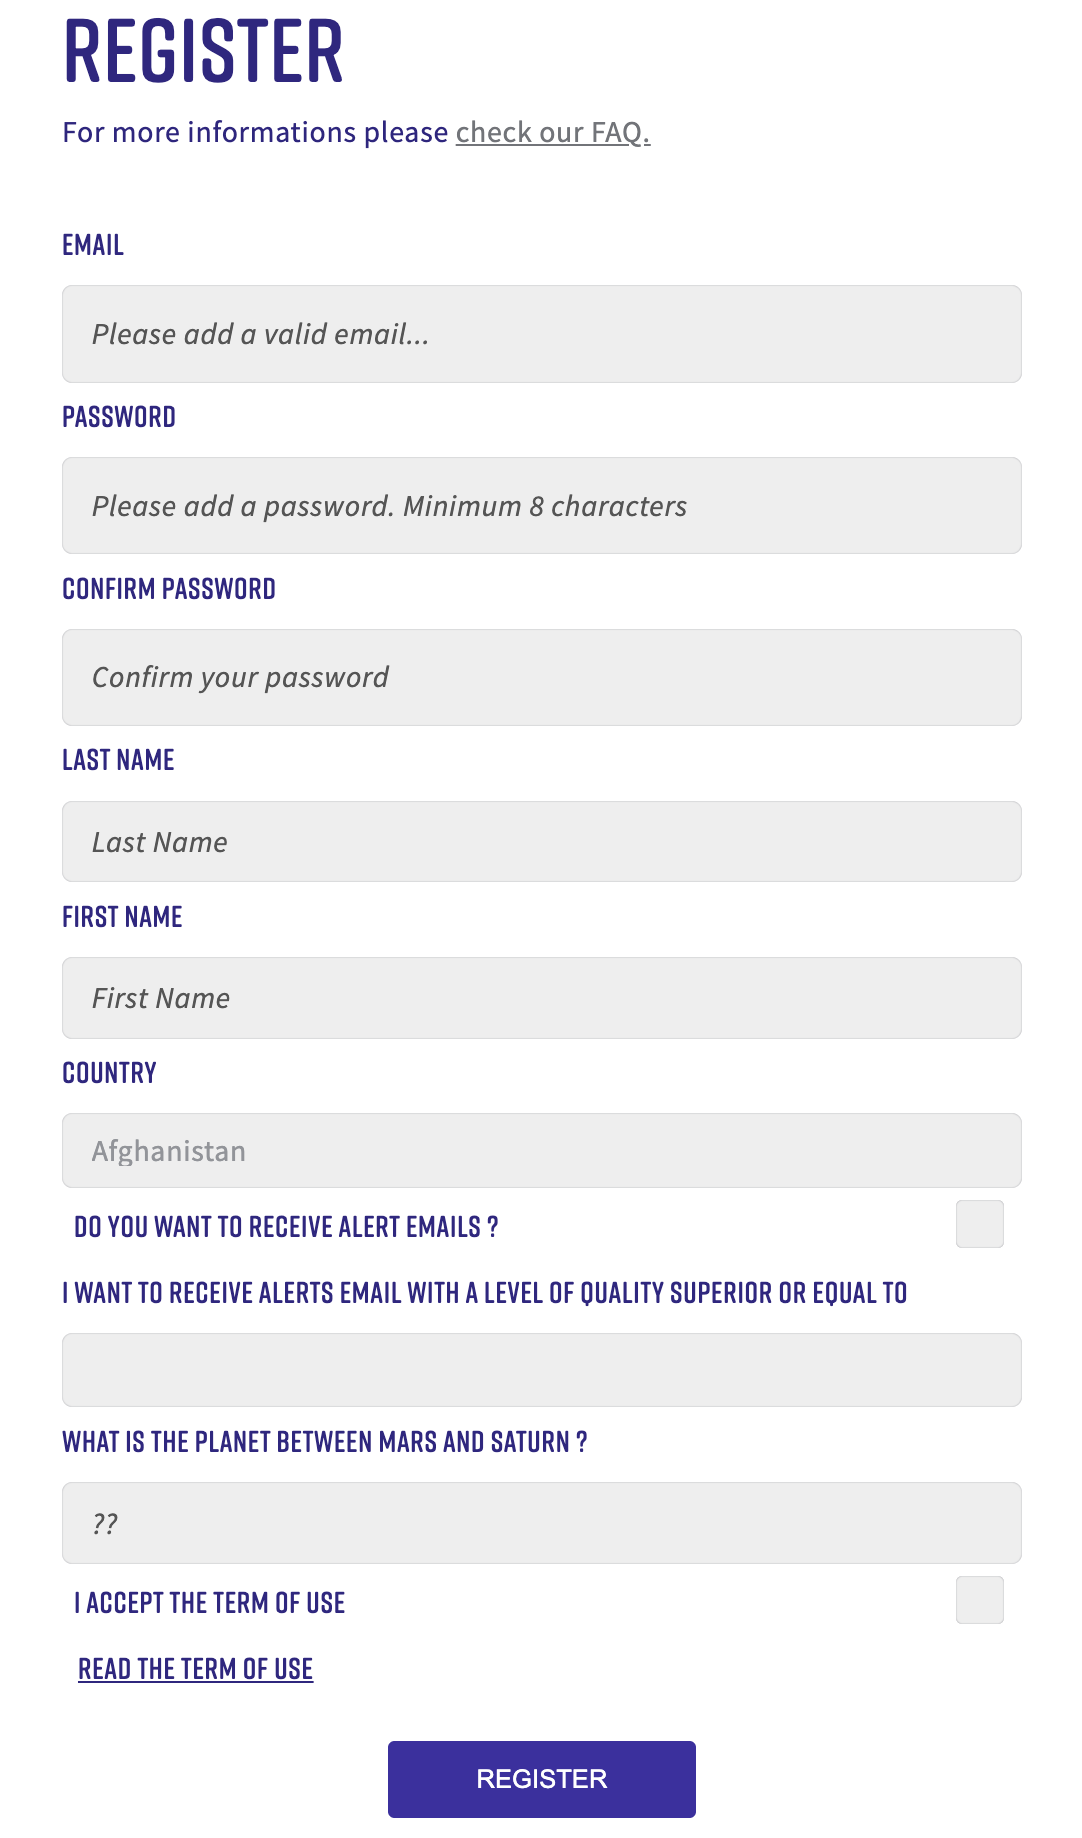 REGISTER
For more informations please check our FAQ.
EMAIL
Please add a valid email...
PASSWORD
Please add a password. Minimum 8 characters
CONFIRM PASSWORD
Confirm your password
LAST NAME
Last Name
FIRST NAME
First Name
COUNTRY
Afghanistan
DO YOU WANT TO RECEIVE ALERT EMAILS ?
I WANT TO RECEIVE ALERTS EMAIL WITH A LEVEL OF QUALITY SUPERIOR OR EQUAL TO
WHAT IS THE PLANET BETWEEN MARS AND SATURN ?
??
I ACCEPT THE TERM OF USE
READ THE TERM OF USE
REGISTER